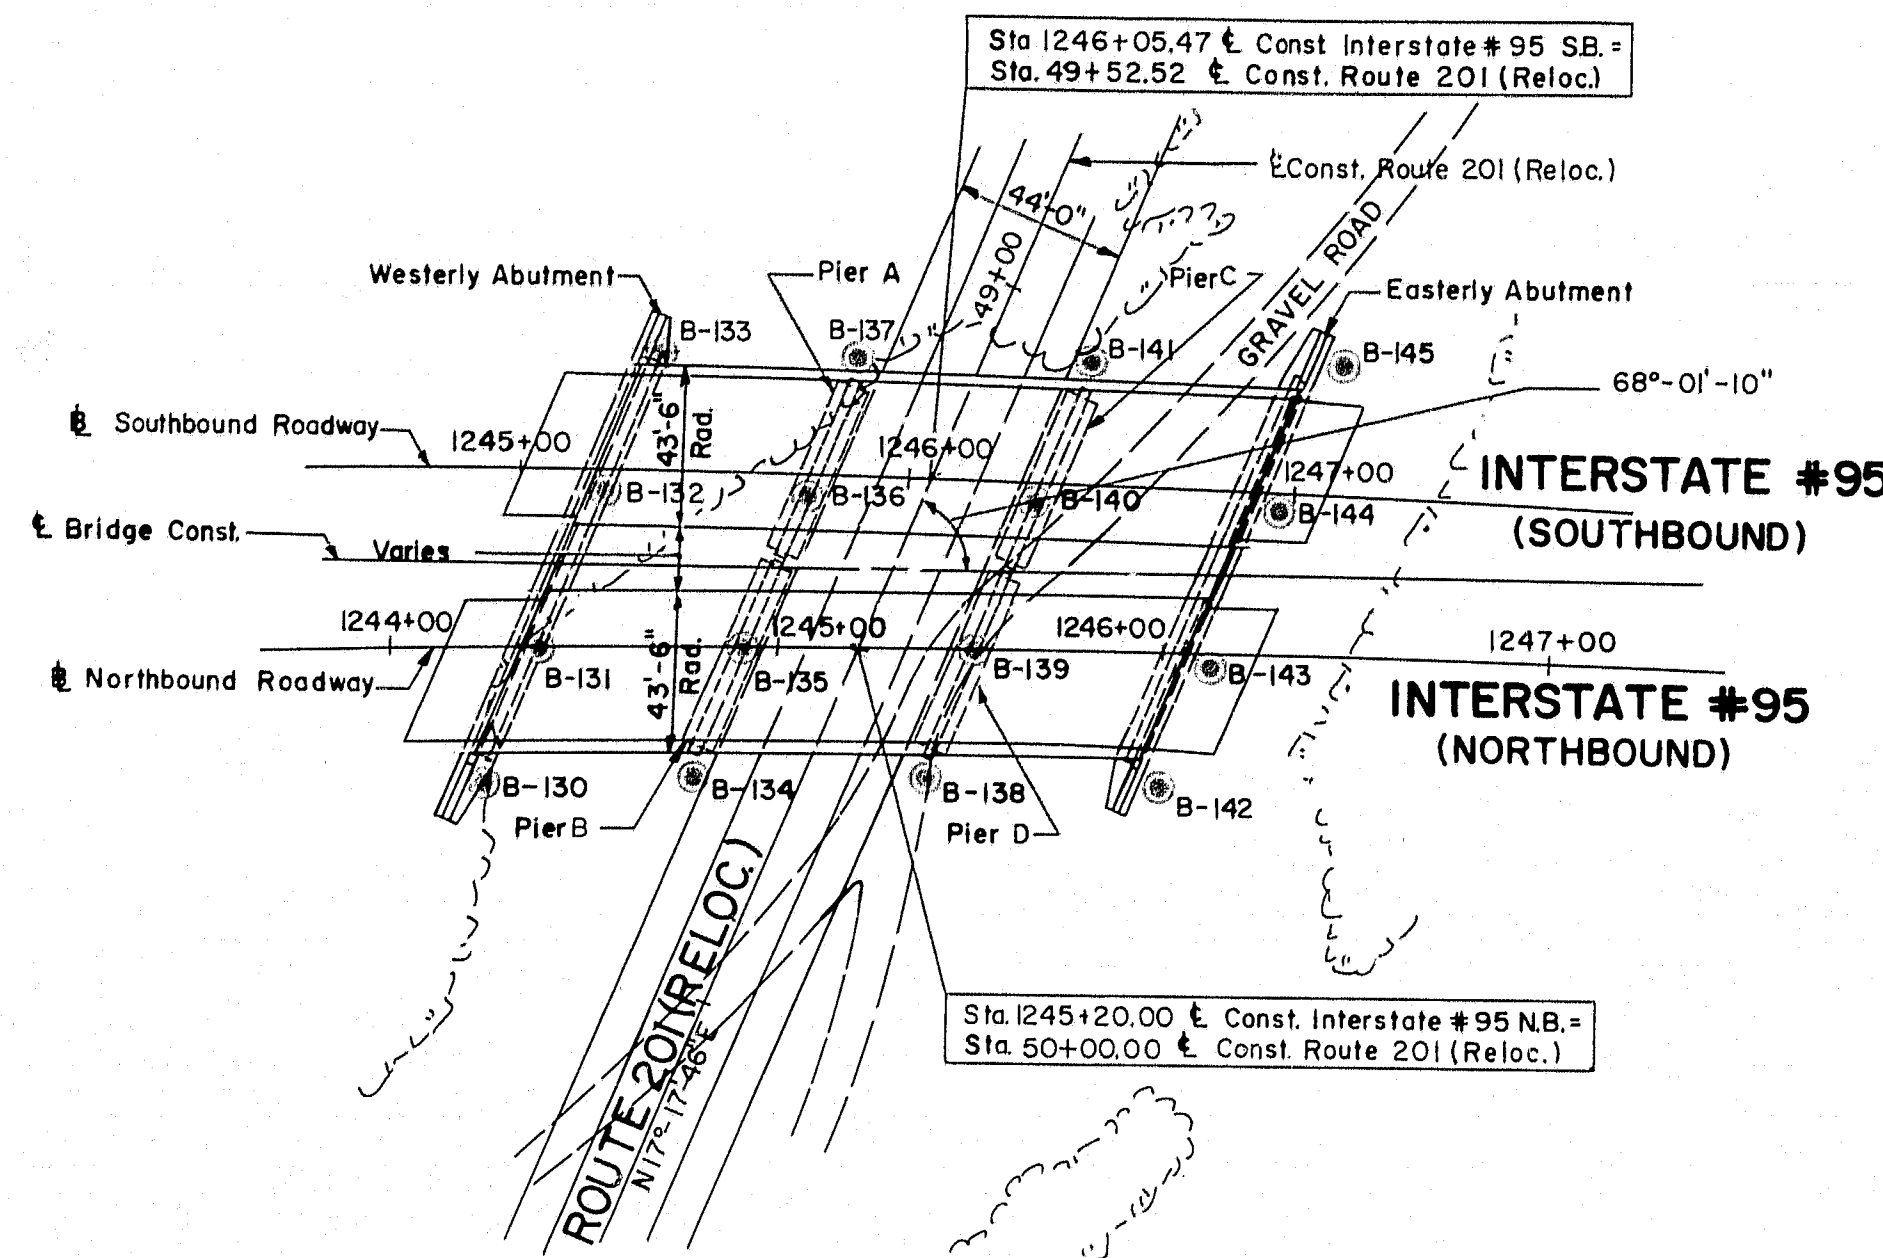 Sta 1246+05.47 ℄ Const Interstate # 95 S.B. =
Sta. 49+52.52 ℄ Const. Route 201 (Reloc.)
℄ Const. Route 201 (Reloc.)
44'-0"
49+00
GRAVEL ROAD
Westerly Abutment
Pier A
Pier C
Easterly Abutment
B-133
B-137
B-141
B-145
68°-01'-10"
43'-6"
Rad.
Southbound Roadway
1245+00
1246+00
1247+00
INTERSTATE #95
(SOUTHBOUND)
B-132
B-136
B-140
B-144
℄ Bridge Const.
Varies
1244+00
1245+00
1246+00
1247+00
43'-6"
Rad.
Northbound Roadway
B-131
B-135
B-139
B-143
INTERSTATE #95
(NORTHBOUND)
B-130
B-134
B-138
B-142
Pier B
Pier D
ROUTE 201 (RELOC.)
N17°-17'-46"E
Sta. 1245+20.00 ℄ Const. Interstate # 95 N.B. =
Sta. 50+00.00 ℄ Const. Route 201 (Reloc.)